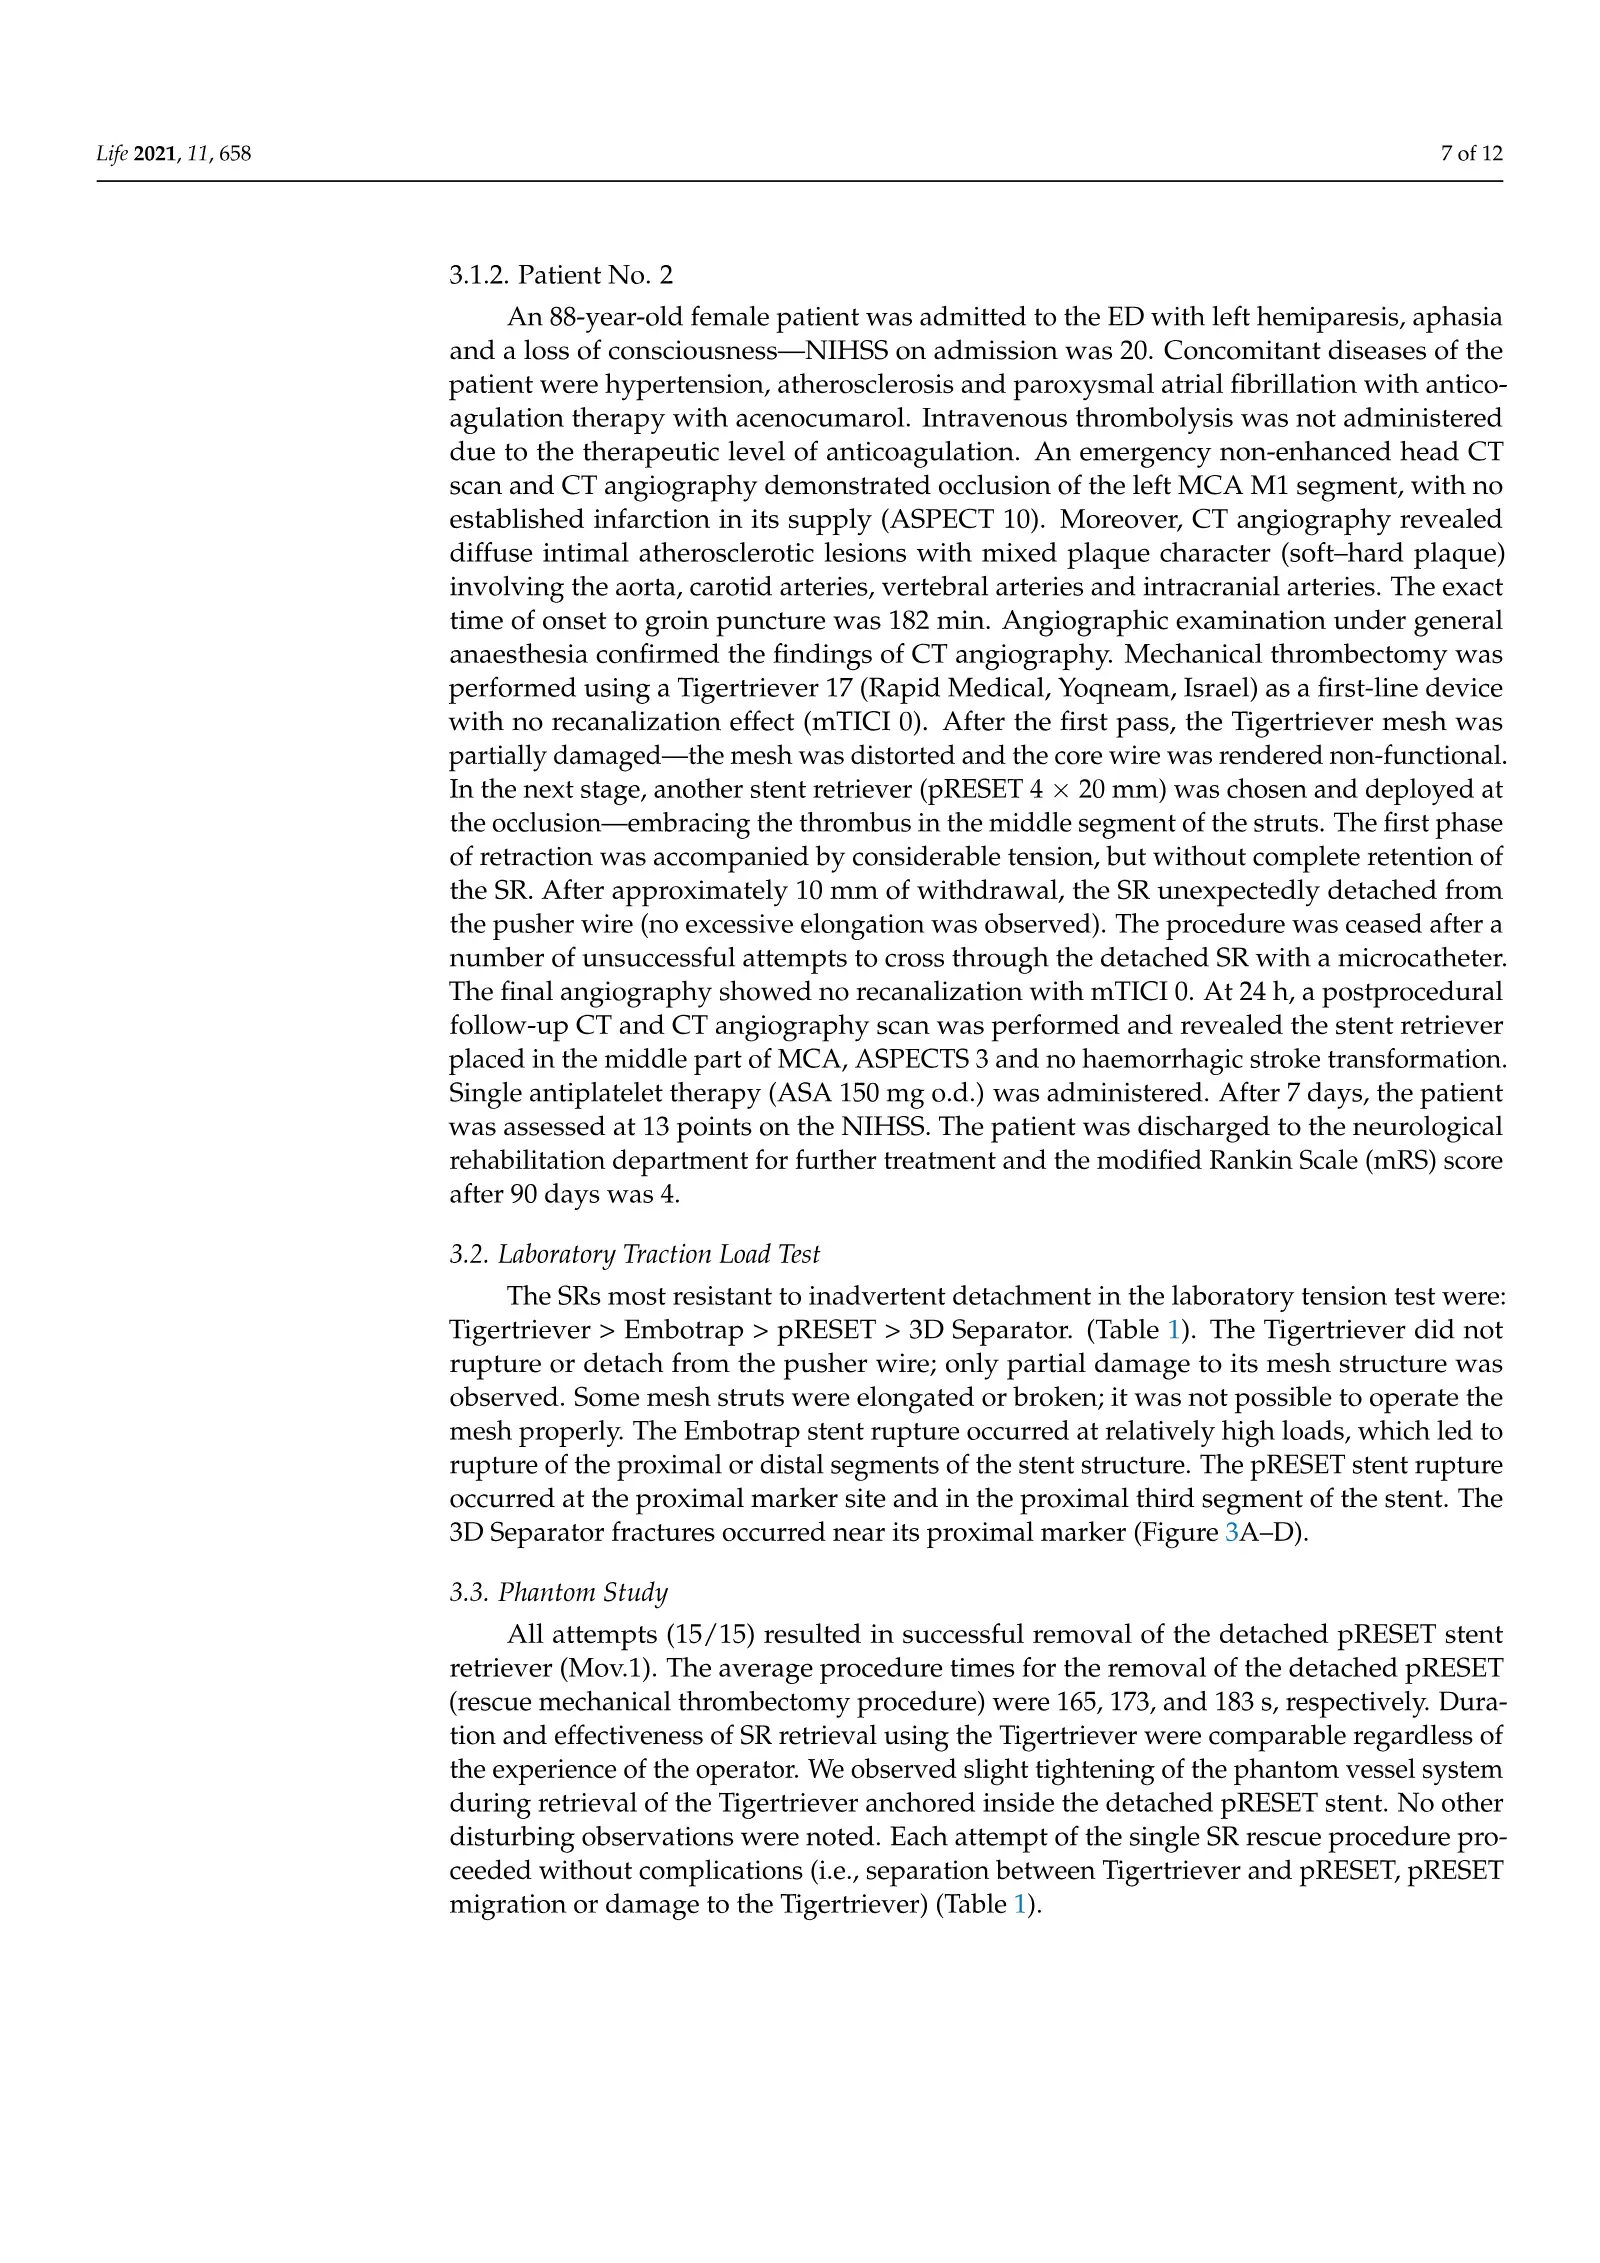 Life 2021, 11, 658
7 of 12
3.1.2. Patient No. 2
An 88-year-old female patient was admitted to the ED with left hemiparesis, aphasia
and a loss of consciousness—NIHSS on admission was 20. Concomitant diseases of the
patient were hypertension, atherosclerosis and paroxysmal atrial fibrillation with antico-
agulation therapy with acenocumarol. Intravenous thrombolysis was not administered
due to the therapeutic level of anticoagulation. An emergency non-enhanced head CT
scan and CT angiography demonstrated occlusion of the left MCA M1 segment, with no
established infarction in its supply (ASPECT 10). Moreover, CT angiography revealed
diffuse intimal atherosclerotic lesions with mixed plaque character (soft–hard plaque)
involving the aorta, carotid arteries, vertebral arteries and intracranial arteries. The exact
time of onset to groin puncture was 182 min. Angiographic examination under general
anaesthesia confirmed the findings of CT angiography. Mechanical thrombectomy was
performed using a Tigertriever 17 (Rapid Medical, Yoqneam, Israel) as a first-line device
with no recanalization effect (mTICI 0). After the first pass, the Tigertriever mesh was
partially damaged—the mesh was distorted and the core wire was rendered non-functional.
In the next stage, another stent retriever (pRESET 4 × 20 mm) was chosen and deployed at
the occlusion—embracing the thrombus in the middle segment of the struts. The first phase
of retraction was accompanied by considerable tension, but without complete retention of
the SR. After approximately 10 mm of withdrawal, the SR unexpectedly detached from
the pusher wire (no excessive elongation was observed). The procedure was ceased after a
number of unsuccessful attempts to cross through the detached SR with a microcatheter.
The final angiography showed no recanalization with mTICI 0. At 24 h, a postprocedural
follow-up CT and CT angiography scan was performed and revealed the stent retriever
placed in the middle part of MCA, ASPECTS 3 and no haemorrhagic stroke transformation.
Single antiplatelet therapy (ASA 150 mg o.d.) was administered. After 7 days, the patient
was assessed at 13 points on the NIHSS. The patient was discharged to the neurological
rehabilitation department for further treatment and the modified Rankin Scale (mRS) score
after 90 days was 4.
3.2. Laboratory Traction Load Test
The SRs most resistant to inadvertent detachment in the laboratory tension test were:
Tigertriever > Embotrap > pRESET > 3D Separator. (Table 1). The Tigertriever did not
rupture or detach from the pusher wire; only partial damage to its mesh structure was
observed. Some mesh struts were elongated or broken; it was not possible to operate the
mesh properly. The Embotrap stent rupture occurred at relatively high loads, which led to
rupture of the proximal or distal segments of the stent structure. The pRESET stent rupture
occurred at the proximal marker site and in the proximal third segment of the stent. The
3D Separator fractures occurred near its proximal marker (Figure 3A–D).
3.3. Phantom Study
All attempts (15/15) resulted in successful removal of the detached pRESET stent
retriever (Mov.1). The average procedure times for the removal of the detached pRESET
(rescue mechanical thrombectomy procedure) were 165, 173, and 183 s, respectively. Dura-
tion and effectiveness of SR retrieval using the Tigertriever were comparable regardless of
the experience of the operator. We observed slight tightening of the phantom vessel system
during retrieval of the Tigertriever anchored inside the detached pRESET stent. No other
disturbing observations were noted. Each attempt of the single SR rescue procedure pro-
ceeded without complications (i.e., separation between Tigertriever and pRESET, pRESET
migration or damage to the Tigertriever) (Table 1).